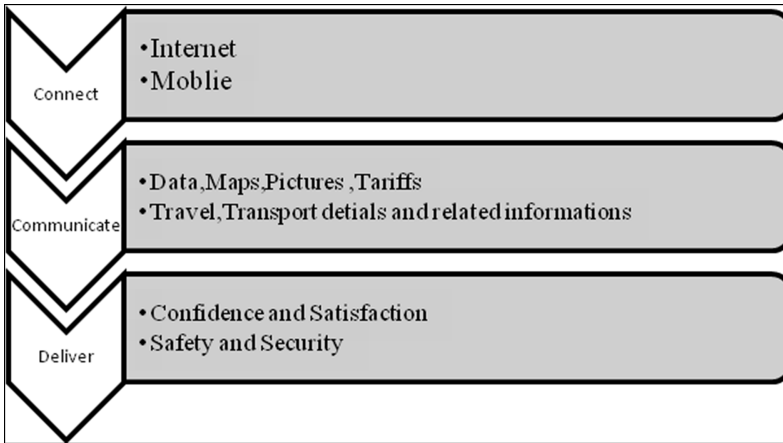 Connect
•Internet
•Moblie
Communicate
•Data,Maps,Pictures ,Tariffs
•Travel,Transport detials and related informations
Deliver
•Confidence and Satisfaction
•Safety and Security